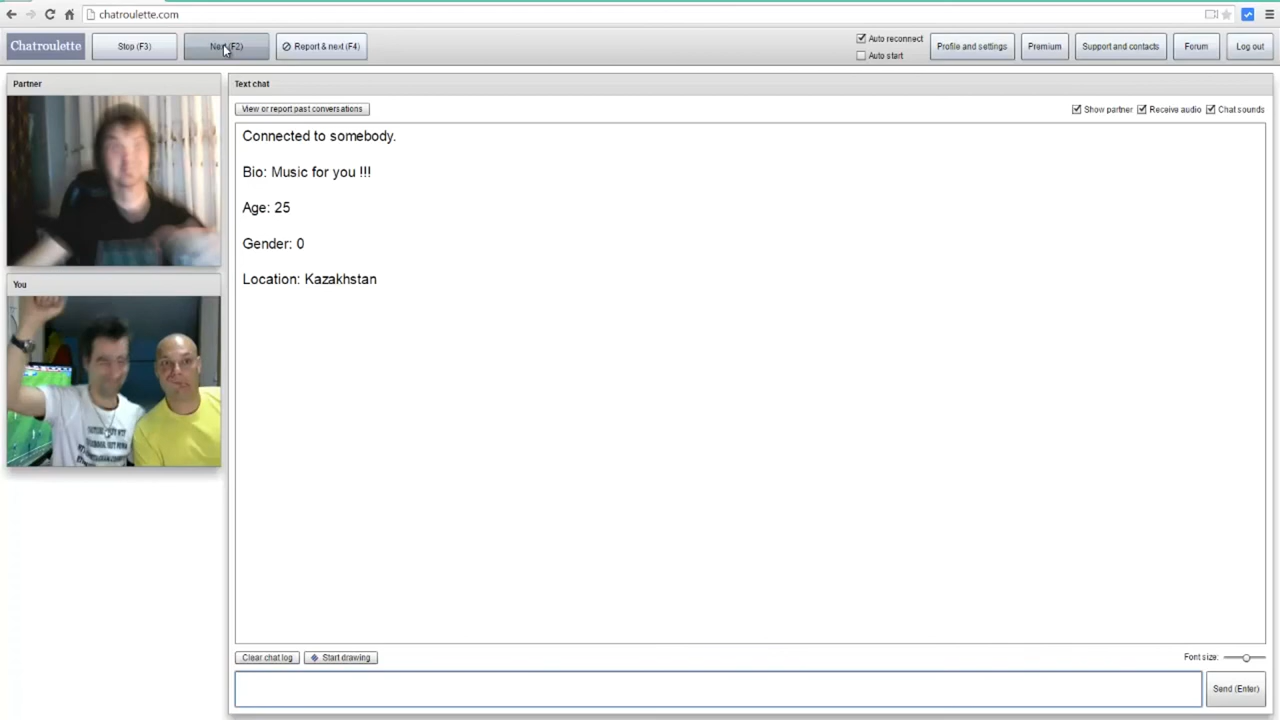 chatroulette.com
Chatroulette
Stop (F3)
Next (F2)
Report & next (F4)
Auto reconnect
Auto start
Profile and settings
Premium
Support and contacts
Forum
Log out
Partner
Text chat
View or report past conversations
Show partner
Receive audio
Chat sounds
Connected to somebody.
Bio: Music for you !!!
Age: 25
Gender: 0
Location: Kazakhstan
You
Clear chat log
Start drawing
Font size:
Send (Enter)